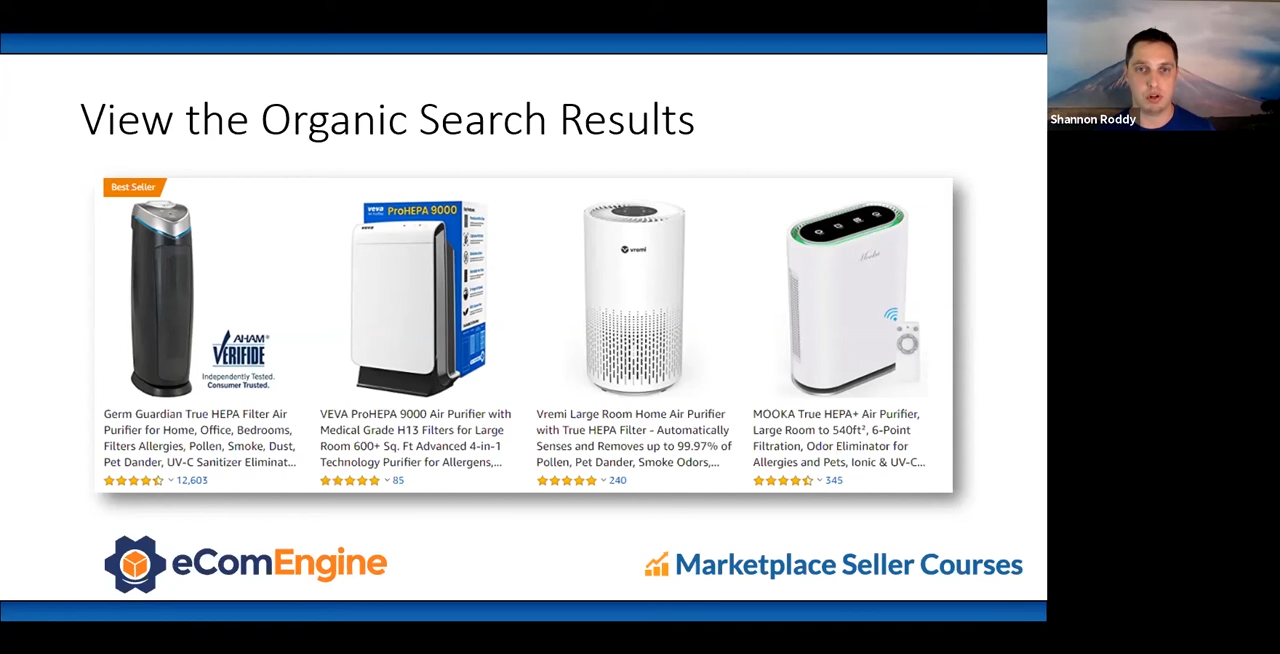 View the Organic Search Results
Shannon Roddy
Best Seller
AHAM®
VERIFIDE
Independently Tested.
Consumer Trusted.
veva
ProHEPA 9000
veva
vremi
Mooka
Germ Guardian True HEPA Filter Air
Purifier for Home, Office, Bedrooms,
Filters Allergies, Pollen, Smoke, Dust,
Pet Dander, UV-C Sanitizer Eliminat...
12,603
VEVA ProHEPA 9000 Air Purifier with
Medical Grade H13 Filters for Large
Room 600+ Sq. Ft Advanced 4-in-1
Technology Purifier for Allergens,...
85
Vremi Large Room Home Air Purifier
with True HEPA Filter - Automatically
Senses and Removes up to 99.97% of
Pollen, Pet Dander, Smoke Odors,...
240
MOOKA True HEPA+ Air Purifier,
Large Room to 540ft², 6-Point
Filtration, Odor Eliminator for
Allergies and Pets, Ionic & UV-C...
345
eComEngine
Marketplace Seller Courses